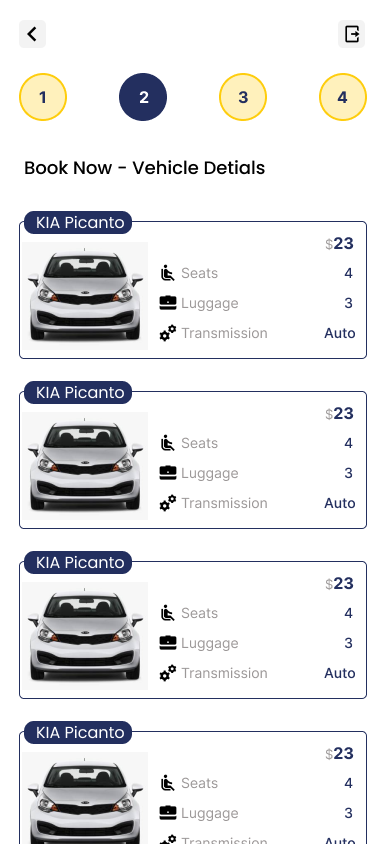 1 2 3 4
Book Now - Vehicle Detials
KIA Picanto
$23
Seats 4
Luggage 3
Transmission Auto
KIA Picanto
$23
Seats 4
Luggage 3
Transmission Auto
KIA Picanto
$23
Seats 4
Luggage 3
Transmission Auto
KIA Picanto
$23
Seats 4
Luggage 3
Transmission Auto